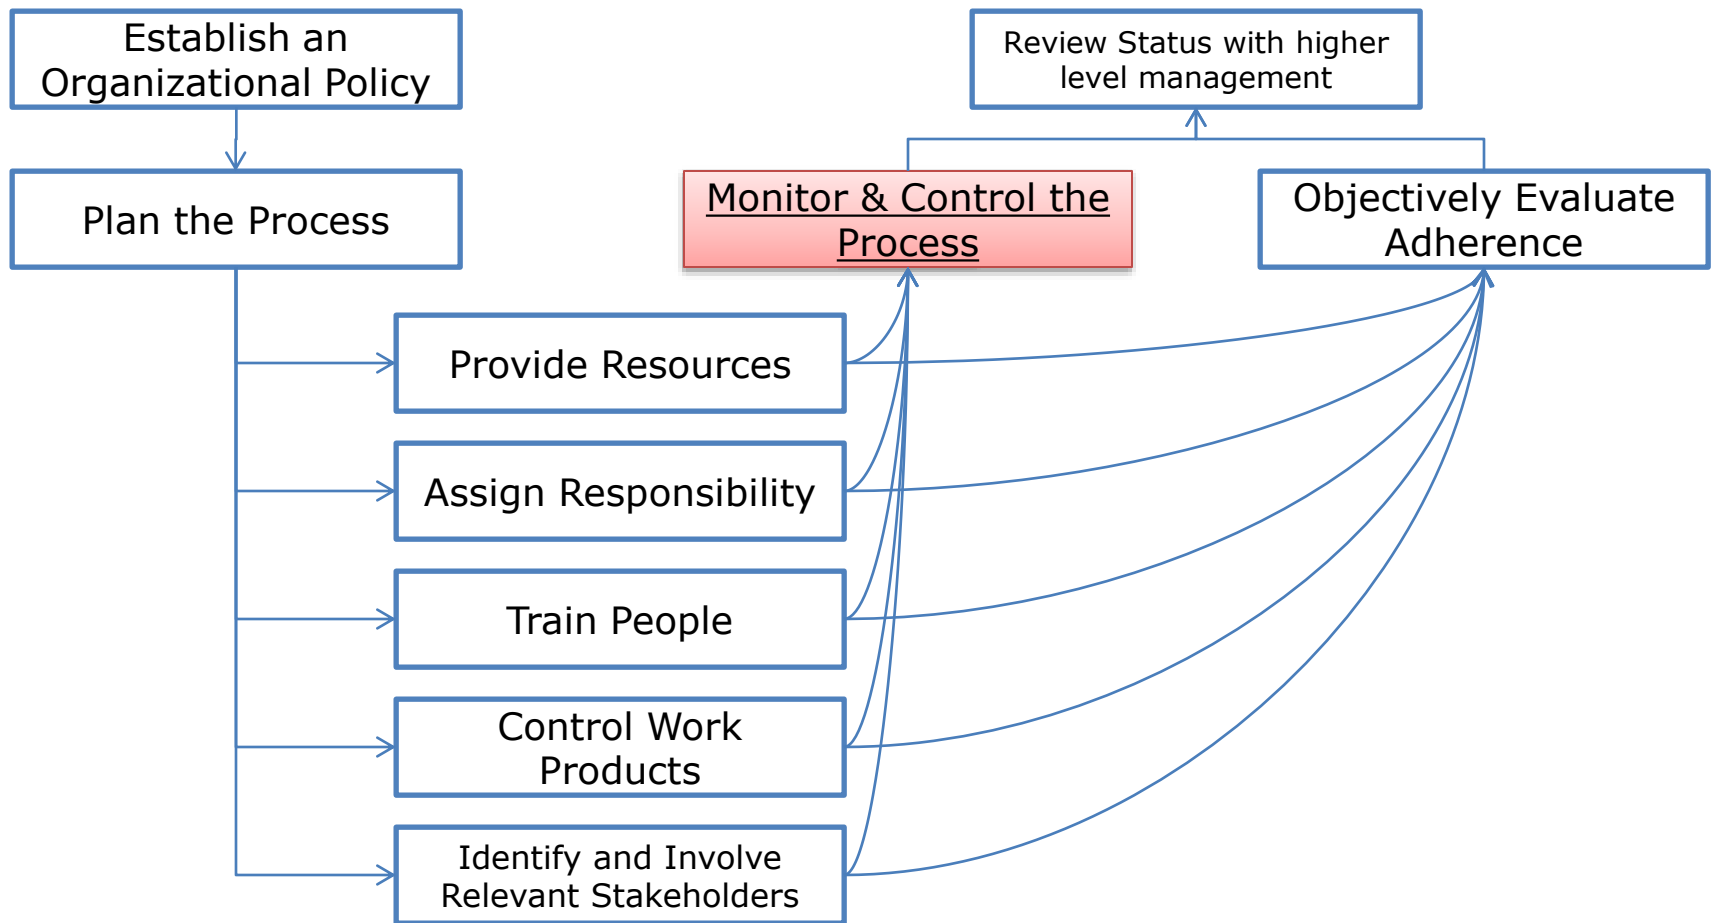 Establish an
Organizational Policy
Review Status with higher
level management
Plan the Process
Monitor & Control the
Process
Objectively Evaluate
Adherence
Provide Resources
Assign Responsibility
Train People
Control Work
Products
Identify and Involve
Relevant Stakeholders